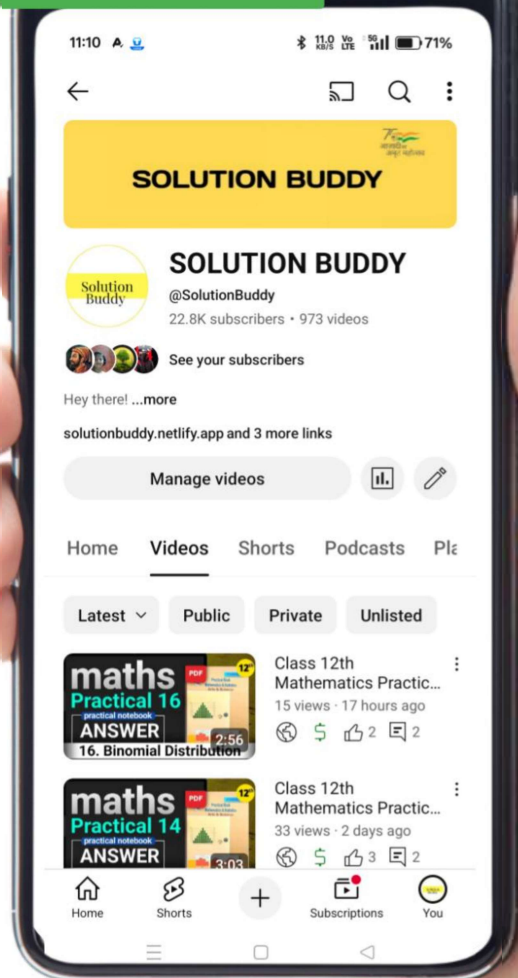 11:10
11.0 KB/S Vo LTE 5G 71%
SOLUTION BUDDY
Solution
Buddy
SOLUTION BUDDY
@SolutionBuddy
22.8K subscribers • 973 videos
See your subscribers
Hey there! ...more
solutionbuddy.netlify.app and 3 more links
Manage videos
Home Videos Shorts Podcasts Pla
Latest Public Private Unlisted
maths PDF 12th
Practical 16
practical notebook
ANSWER 2:56
16. Binomial Distribution
Class 12th
Mathematics Practic...
15 views · 17 hours ago
2 2
maths PDF 12th
Practical 14
practical notebook
ANSWER 3:03
Class 12th
Mathematics Practic...
33 views · 2 days ago
3 2
Home Shorts Subscriptions You